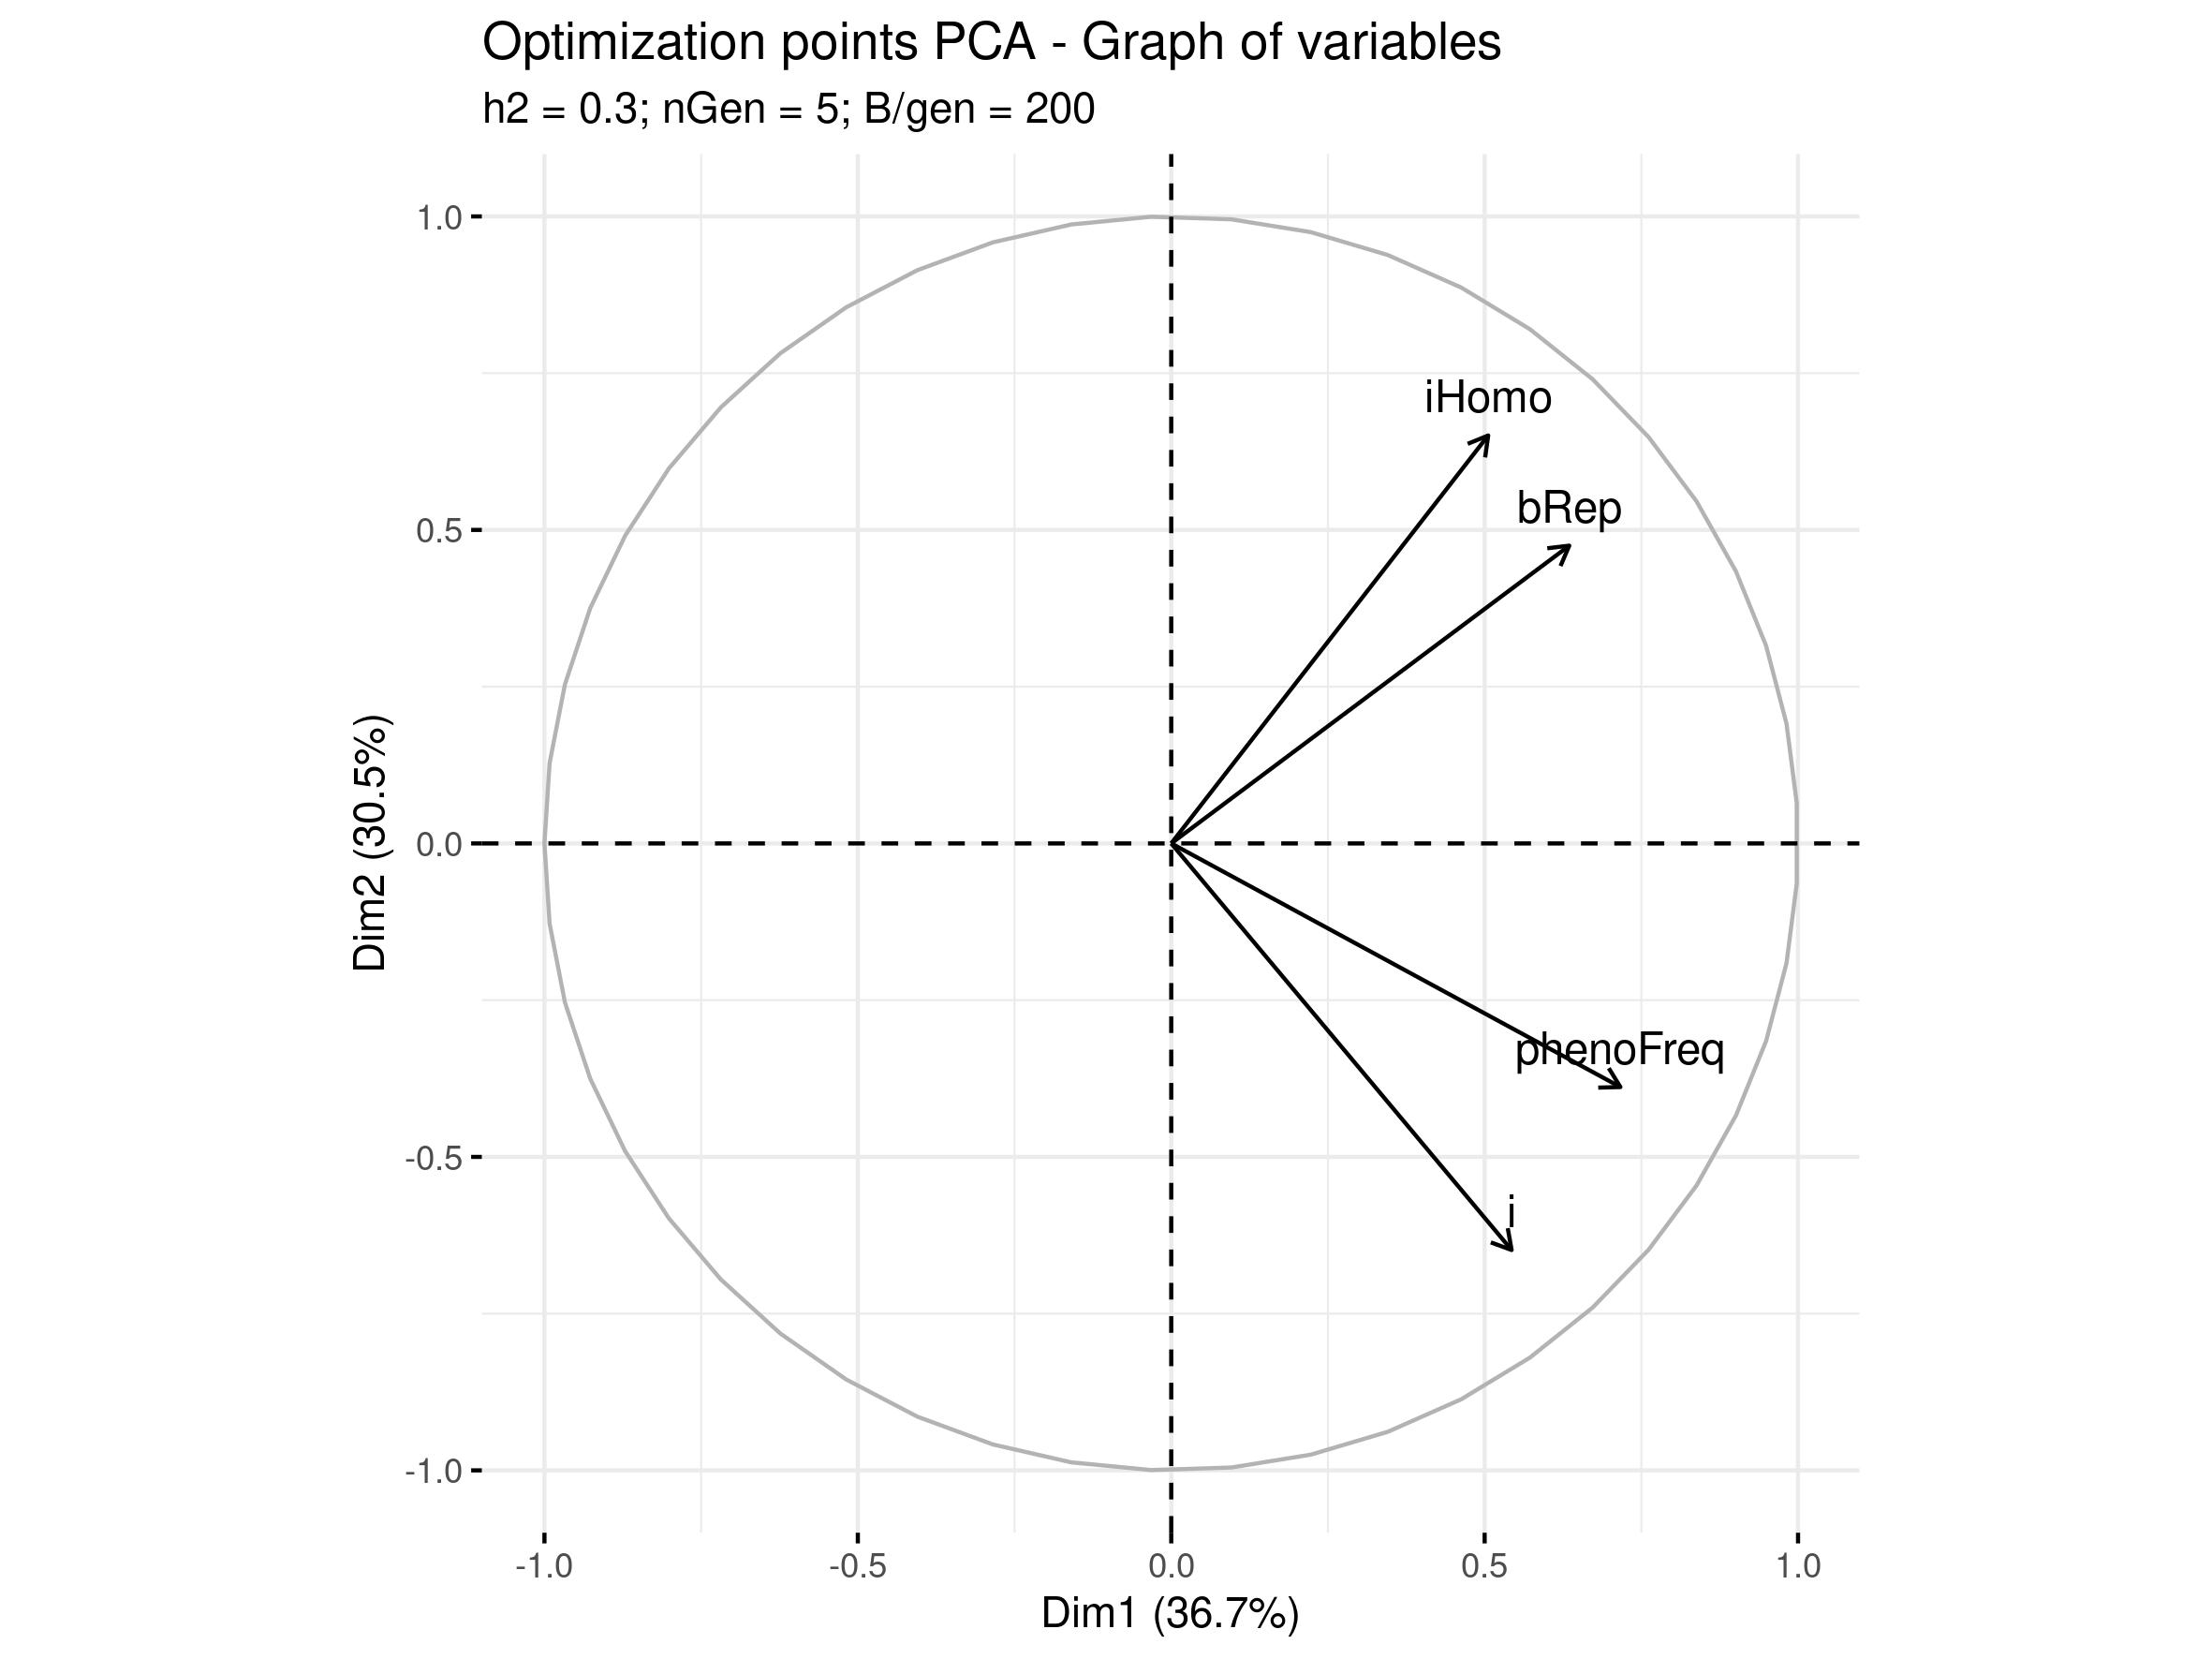 Optimization points PCA - Graph of variables
h2 = 0.3; nGen = 5; B/gen = 200
1.0
0.5
0.0
-0.5
-1.0
Dim2 (30.5%)
iHomo
bRep
phenoFreq
i
-1.0
-0.5
0.0
0.5
1.0
Dim1 (36.7%)